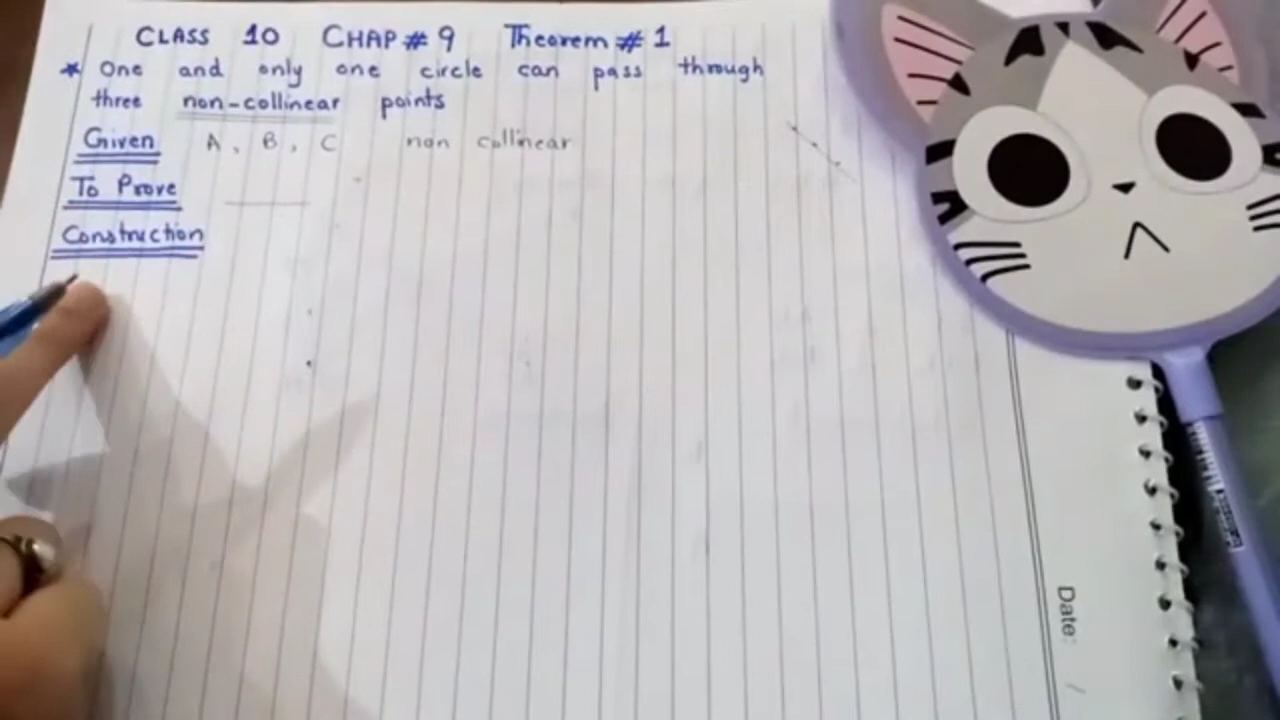 CLASS 10 CHAP # 9 Theorem # 1
* One and only one circle can pass through
three non-collinear points
Given A, B, C non collinear
To Prove
Construction
Date: /